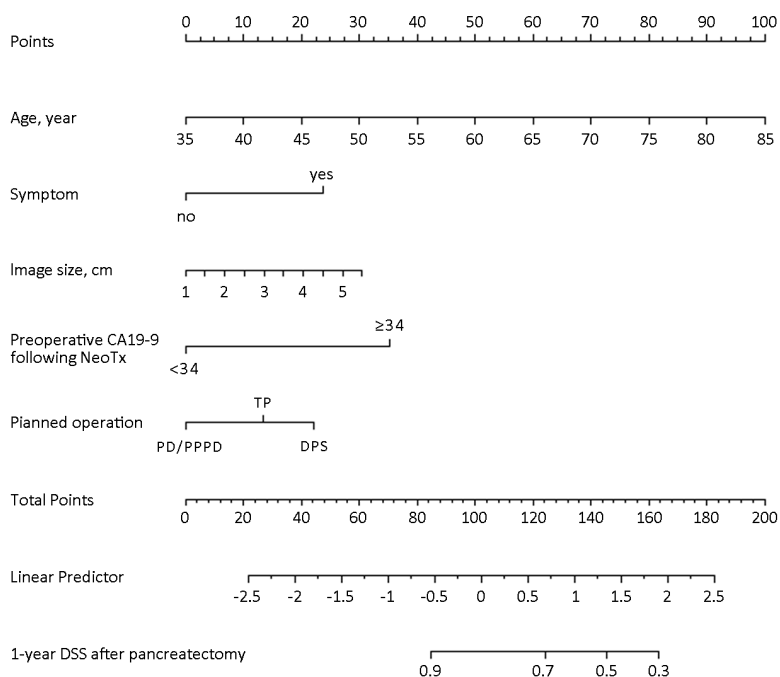 Points
0 10 20 30 40 50 60 70 80 90 100
Age, year
35 40 45 50 55 60 65 70 75 80 85
yes
Symptom
no
Image size, cm
1 2 3 4 5
≥34
Preoperative CA19-9
following NeoTx
<34
TP
Planned operation
PD/PPPD DPS
Total Points
0 20 40 60 80 100 120 140 160 180 200
Linear Predictor
-2.5 -2 -1.5 -1 -0.5 0 0.5 1 1.5 2 2.5
1-year DSS after pancreatectomy
0.9 0.7 0.5 0.3